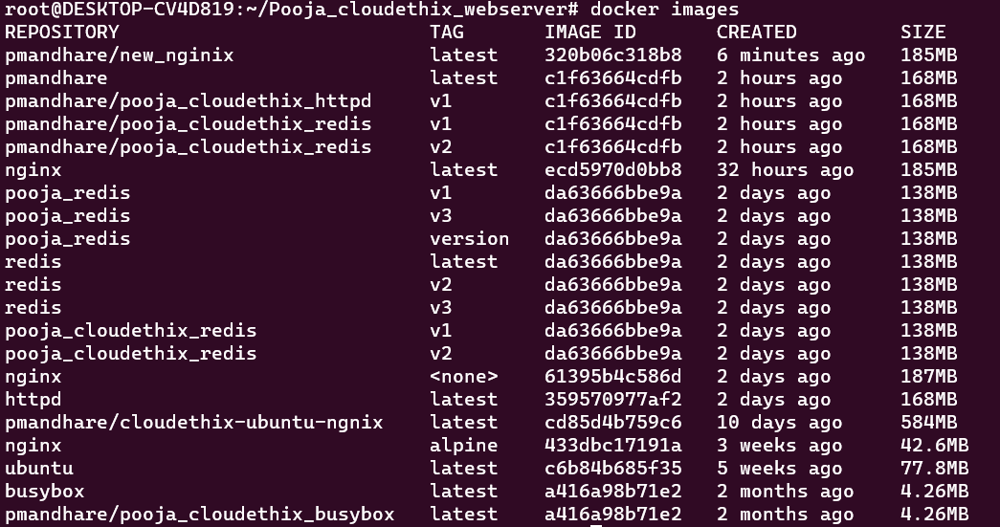 root@DESKTOP-CV4D819:~/Pooja_cloudethix_webserver# docker images
REPOSITORY TAG IMAGE ID CREATED SIZE
pmandhare/new_nginix latest 320b06c318b8 6 minutes ago 185MB
pmandhare latest c1f63664cdfb 2 hours ago 168MB
pmandhare/pooja_cloudethix_httpd v1 c1f63664cdfb 2 hours ago 168MB
pmandhare/pooja_cloudethix_redis v1 c1f63664cdfb 2 hours ago 168MB
pmandhare/pooja_cloudethix_redis v2 c1f63664cdfb 2 hours ago 168MB
nginx latest ecd5970d0bb8 32 hours ago 185MB
pooja_redis v1 da63666bbe9a 2 days ago 138MB
pooja_redis v3 da63666bbe9a 2 days ago 138MB
pooja_redis version da63666bbe9a 2 days ago 138MB
redis latest da63666bbe9a 2 days ago 138MB
redis v2 da63666bbe9a 2 days ago 138MB
redis v3 da63666bbe9a 2 days ago 138MB
pooja_cloudethix_redis v1 da63666bbe9a 2 days ago 138MB
pooja_cloudethix_redis v2 da63666bbe9a 2 days ago 138MB
nginx <none> 61395b4c586d 2 days ago 187MB
httpd latest 359570977af2 2 days ago 168MB
pmandhare/cloudethix-ubuntu-ngnix latest cd85d4b759c6 10 days ago 584MB
nginx alpine 433dbc17191a 3 weeks ago 42.6MB
ubuntu latest c6b84b685f35 5 weeks ago 77.8MB
busybox latest a416a98b71e2 2 months ago 4.26MB
pmandhare/pooja_cloudethix_busybox latest a416a98b71e2 2 months ago 4.26MB